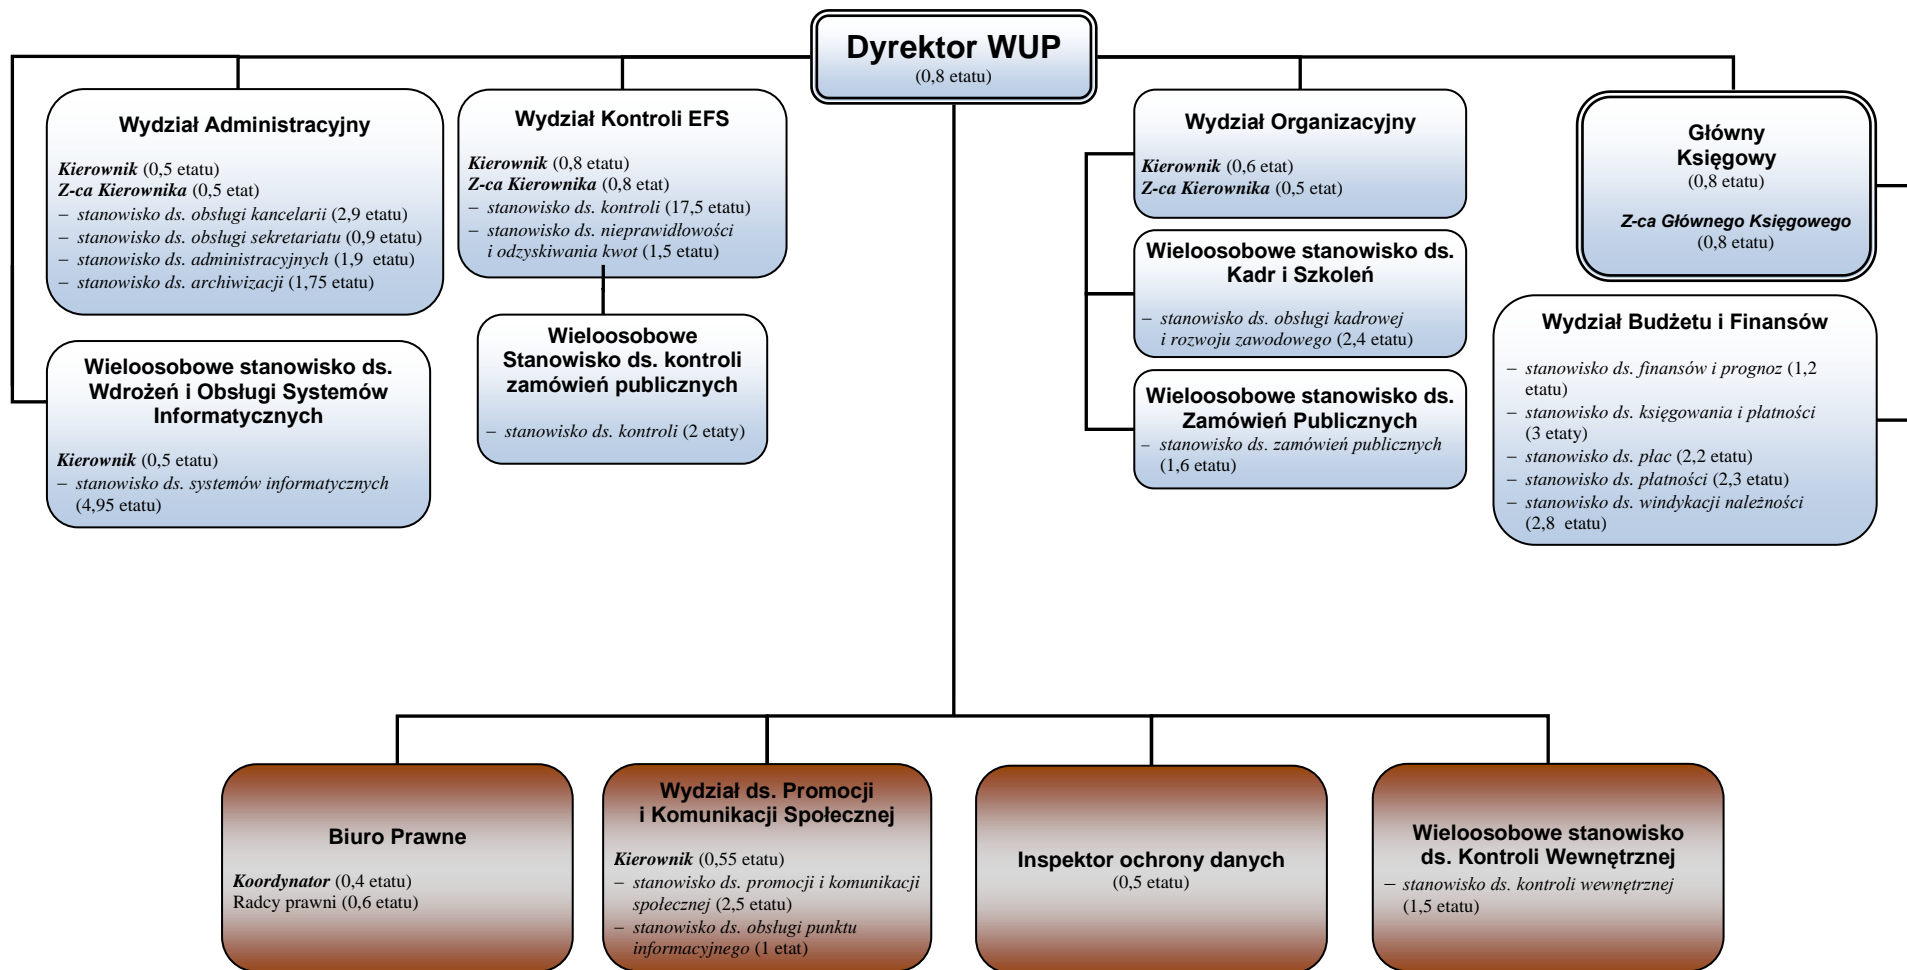 Dyrektor WUP
(0,8 etatu)
Wydział Administracyjny
Kierownik (0,5 etatu)
Z-ca Kierownika (0,5 etat)
– stanowisko ds. obsługi kancelarii (2,9 etatu)
– stanowisko ds. obsługi sekretariatu (0,9 etatu)
– stanowisko ds. administracyjnych (1,9 etatu)
– stanowisko ds. archiwizacji (1,75 etatu)
Wieloosobowe stanowisko ds.
Wdrożeń i Obsługi Systemów
Informatycznych
Kierownik (0,5 etatu)
– stanowisko ds. systemów informatycznych
(4,95 etatu)
Wydział Kontroli EFS
Kierownik (0,8 etatu)
Z-ca Kierownika (0,8 etat)
– stanowisko ds. kontroli (17,5 etatu)
– stanowisko ds. nieprawidłowości
i odzyskiwania kwot (1,5 etatu)
Wieloosobowe
Stanowisko ds. kontroli
zamówień publicznych
– stanowisko ds. kontroli (2 etaty)
Wydział Organizacyjny
Kierownik (0,6 etat)
Z-ca Kierownika (0,5 etat)
Wieloosobowe stanowisko ds.
Kadr i Szkoleń
– stanowisko ds. obsługi kadrowej
i rozwoju zawodowego (2,4 etatu)
Wieloosobowe stanowisko ds.
Zamówień Publicznych
– stanowisko ds. zamówień publicznych
(1,6 etatu)
Główny
Księgowy
(0,8 etatu)
Z-ca Głównego Księgowego
(0,8 etatu)
Wydział Budżetu i Finansów
– stanowisko ds. finansów i prognoz (1,2
etatu)
– stanowisko ds. księgowania i płatności
(3 etaty)
– stanowisko ds. płac (2,2 etatu)
– stanowisko ds. płatności (2,3 etatu)
– stanowisko ds. windykacji należności
(2,8 etatu)
Biuro Prawne
Koordynator (0,4 etatu)
Radcy prawni (0,6 etatu)
Wydział ds. Promocji
i Komunikacji Społecznej
Kierownik (0,55 etatu)
– stanowisko ds. promocji i komunikacji
społecznej (2,5 etatu)
– stanowisko ds. obsługi punktu
informacyjnego (1 etat)
Inspektor ochrony danych
(0,5 etatu)
Wieloosobowe stanowisko
ds. Kontroli Wewnętrznej
– stanowisko ds. kontroli wewnętrznej
(1,5 etatu)